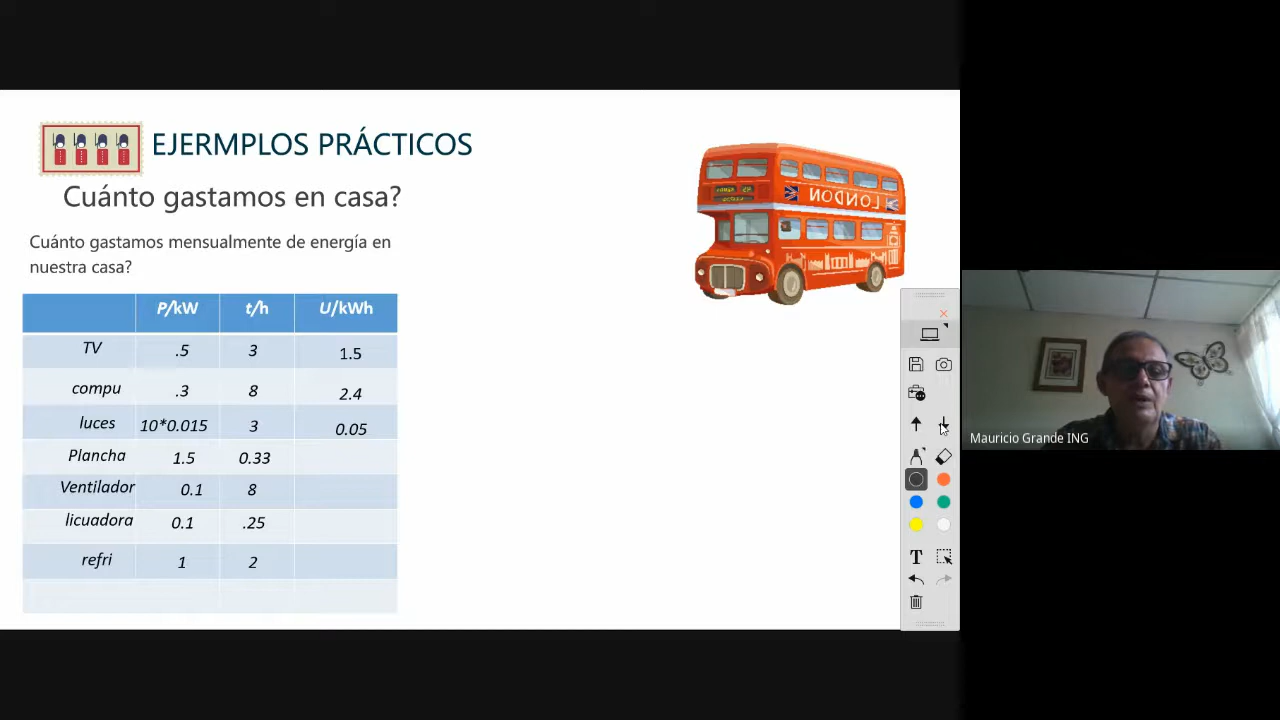 EJERMPLOS PRÁCTICOS
Cuánto gastamos en casa?
Cuánto gastamos mensualmente de energía en
nuestra casa?
P/kW t/h U/kWh
TV .5 3 1.5
compu .3 8 2.4
luces 10*0.015 3 0.05
Plancha 1.5 0.33
Ventilador 0.1 8
licuadora 0.1 .25
refri 1 2
LONDON
T
Mauricio Grande ING